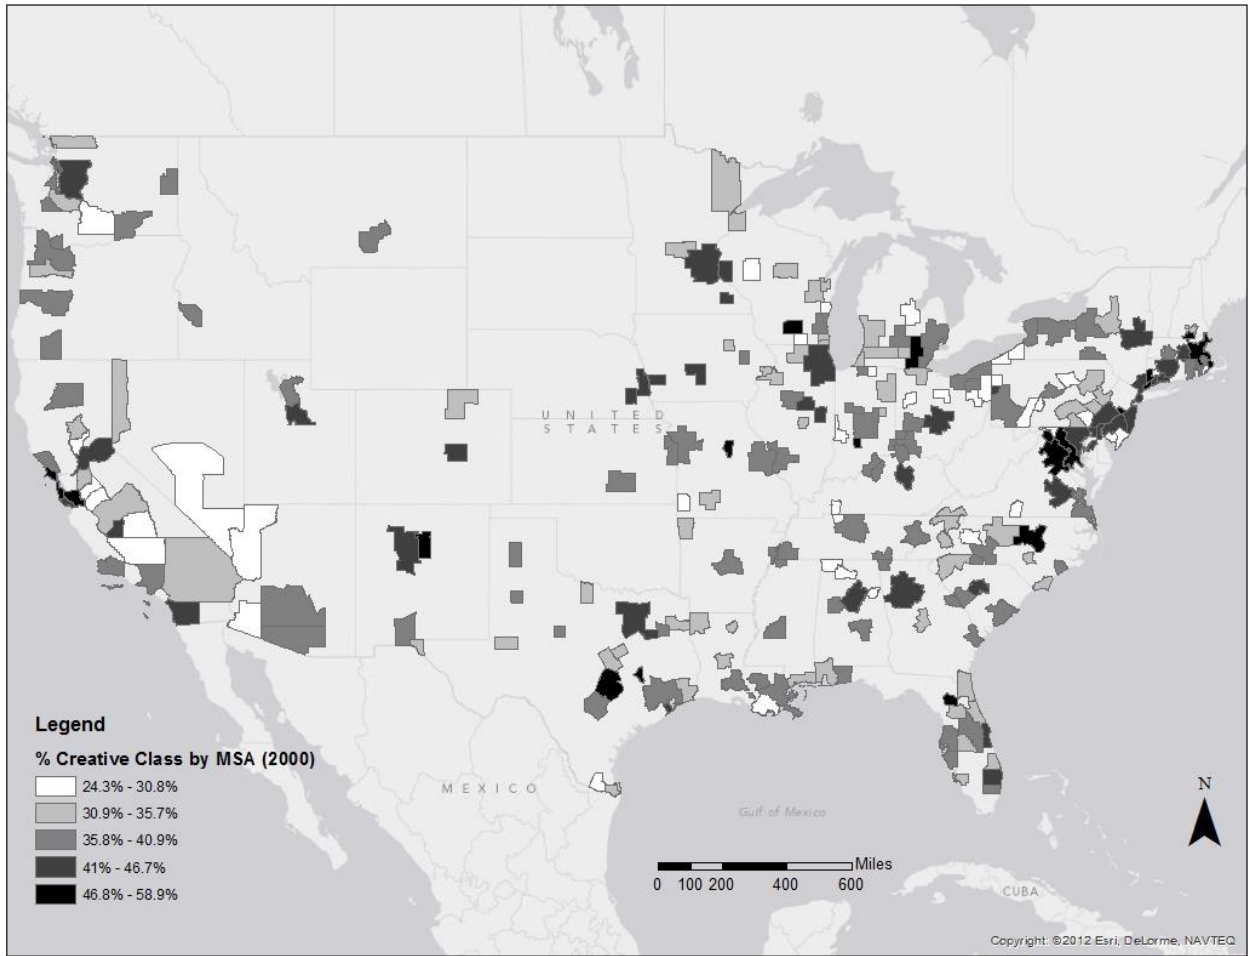 UNITED
STATES
Legend
% Creative Class by MSA (2000)
24.3% - 30.8%
30.9% - 35.7%
35.8% - 40.9%
41% - 46.7%
46.8% - 58.9%
MEXICO
Gulf of Mexico
N
Miles
0 100 200 400 600
CUBA
Copyright: ©2012 Esri, DeLorme, NAVTEQ